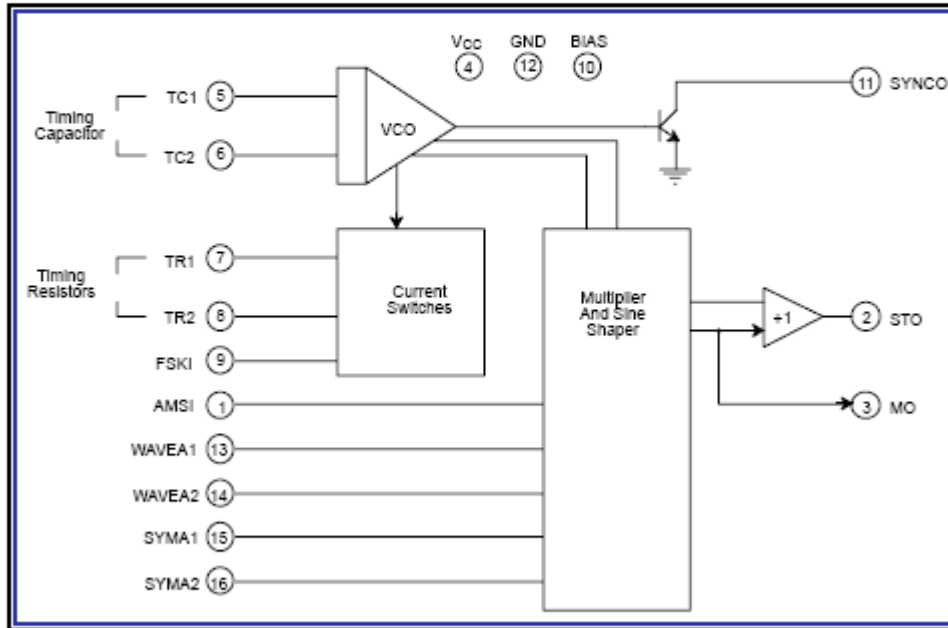 VCC GND BIAS
4 12 10
TC1 5
Timing
Capacitor
TC2 6
VCO
11 SYNCO
TR1 7
Timing
Resistors
TR2 8
FSKI 9
Current
Switches
Multiplier
And Sine
Shaper
+1
2 STO
3 MO
AMSI 1
WAVEA1 13
WAVEA2 14
SYMA1 15
SYMA2 16